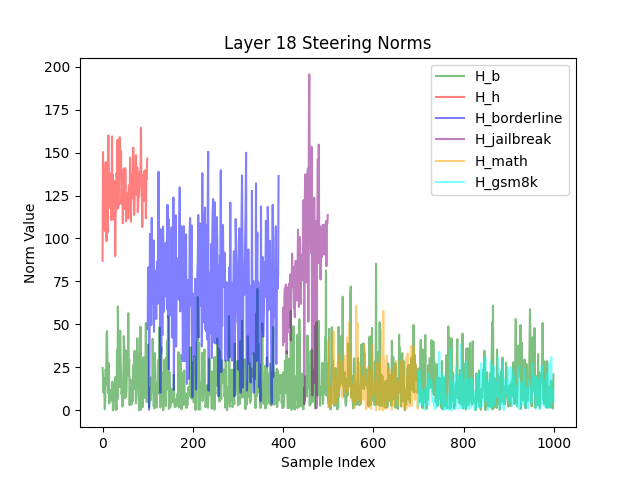 Layer 18 Steering Norms
200
175
150
125
100
75
50
25
0
Norm Value
0
200
400
600
800
1000
Sample Index
H_b
H_h
H_borderline
H_jailbreak
H_math
H_gsm8k